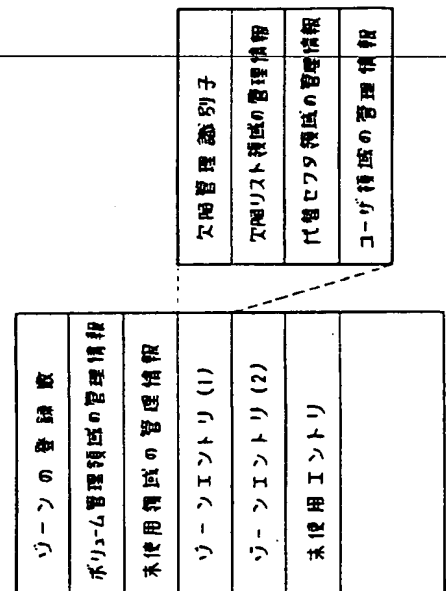 ゾーンの登録数
ボリューム管理領域の管理情報
未使用領域の管理情報
ゾーンエントリ(1)
ゾーンエントリ(2)
未使用エントリ
欠陥管理識別子
欠陥リスト領域の管理情報
代替セクタ領域の管理情報
ユーザ領域の管理情報